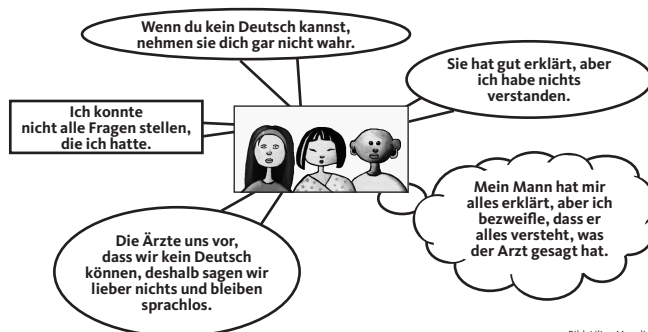 Wenn du kein Deutsch kannst,
nehmen sie dich gar nicht wahr.
Sie hat gut erklärt, aber
ich habe nichts
verstanden.
Ich konnte
nicht alle Fragen stellen,
die ich hatte.
Mein Mann hat mir
alles erklärt, aber ich
bezweifle, dass er
alles versteht, was
der Arzt gesagt hat.
Die Ärzte uns vor,
dass wir kein Deutsch
können, deshalb sagen wir
lieber nichts und bleiben
sprachlos.